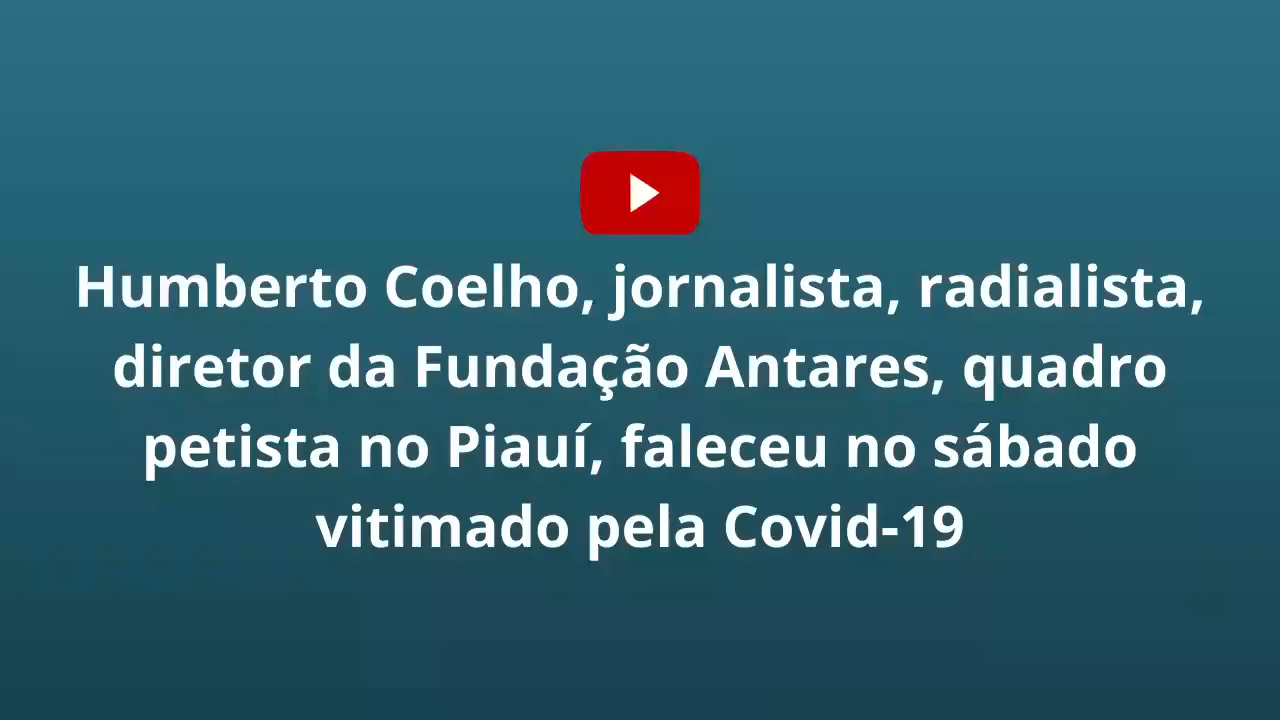 Humberto Coelho, jornalista, radialista,
diretor da Fundação Antares, quadro
petista no Piauí, faleceu no sábado
vitimado pela Covid-19